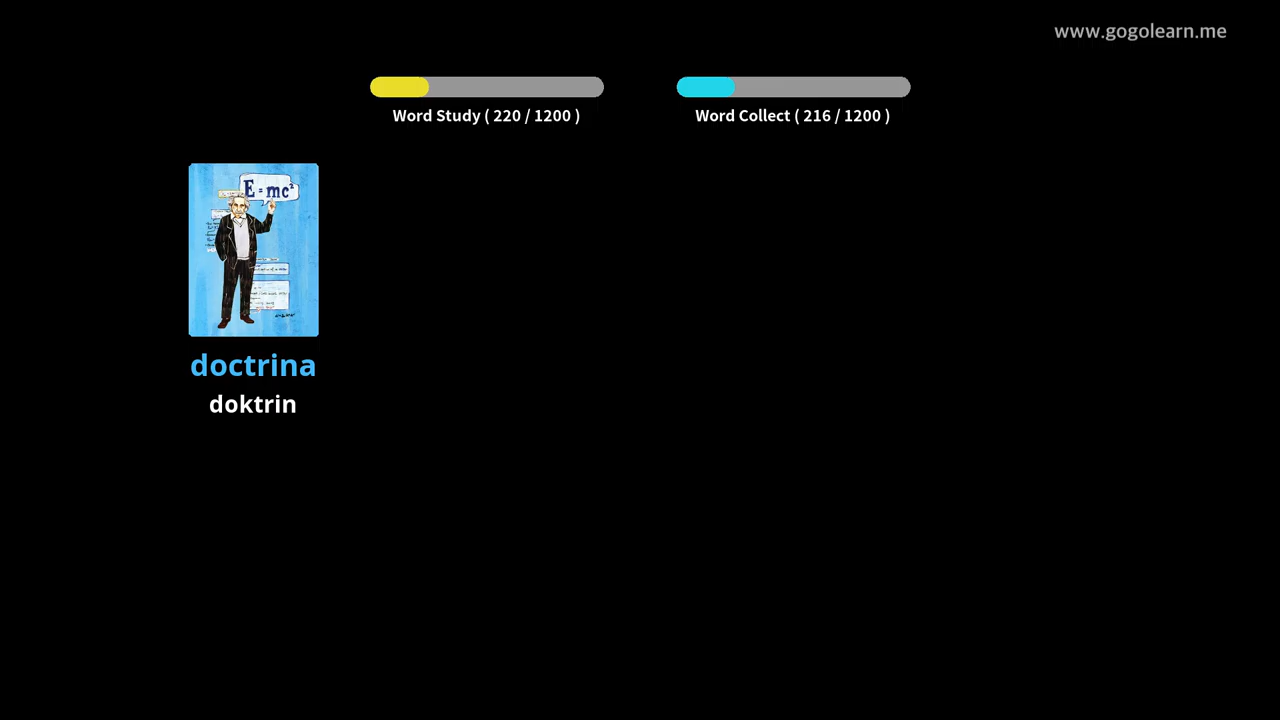 www.gogolearn.me
Word Study ( 220 / 1200 )
Word Collect ( 216 / 1200 )
E = mc²
doctrina
doktrin